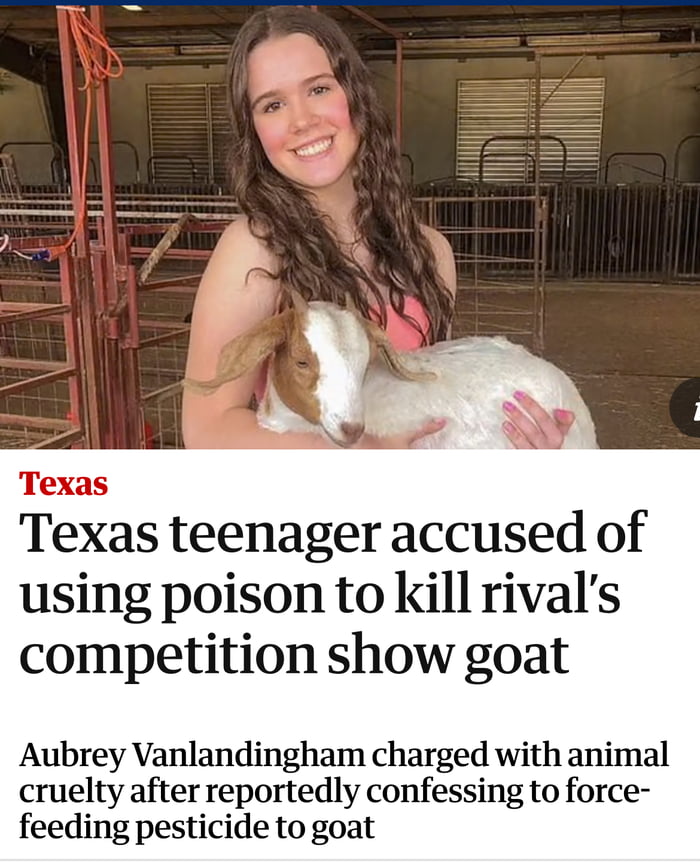 Texas
Texas teenager accused of
using poison to kill rival's
competition show goat
Aubrey Vanlandingham charged with animal
cruelty after reportedly confessing to force-
feeding pesticide to goat